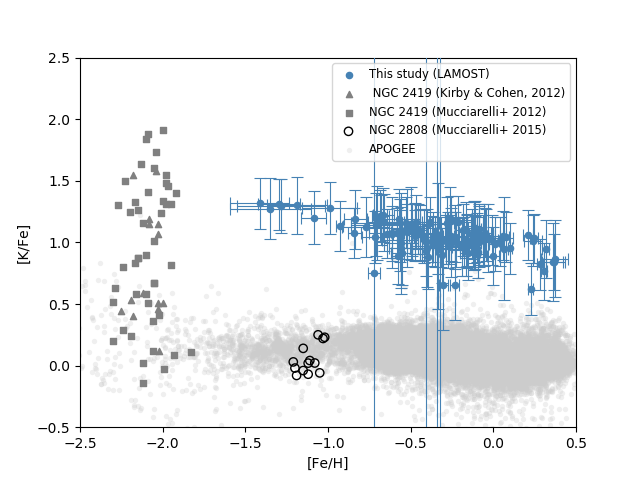 2.5
2.0
1.5
1.0
0.5
0.0
−0.5
[K/Fe]
This study (LAMOST)
NGC 2419 (Kirby & Cohen, 2012)
NGC 2419 (Mucciarelli+ 2012)
NGC 2808 (Mucciarelli+ 2015)
APOGEE
−2.5 −2.0 −1.5 −1.0 −0.5 0.0 0.5
[Fe/H]